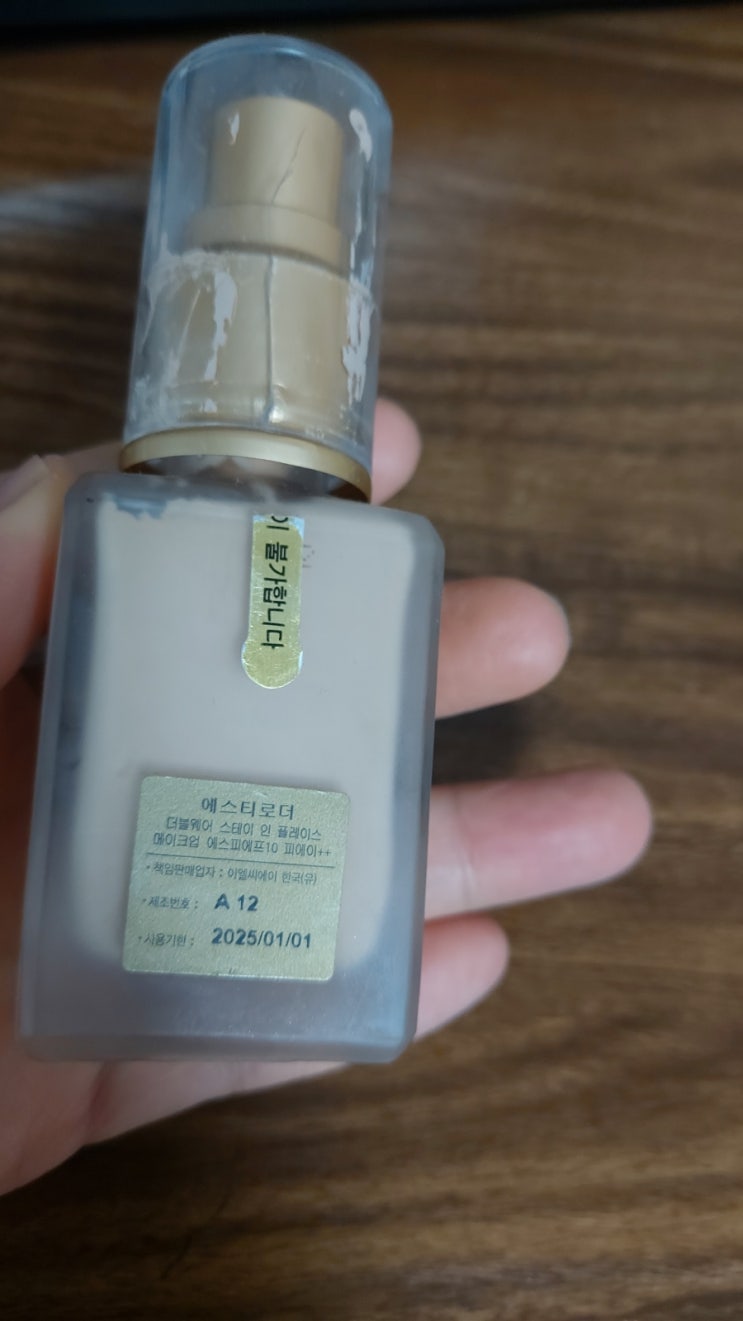 불가합니다
에스티로더
더블웨어 스테이 인 플레이스
메이크업 에스피에프10 피에이++
• 책임판매업자 : 이엘씨에이 한국(유)
• 제조번호 : A 12
• 사용기한 : 2025/01/01